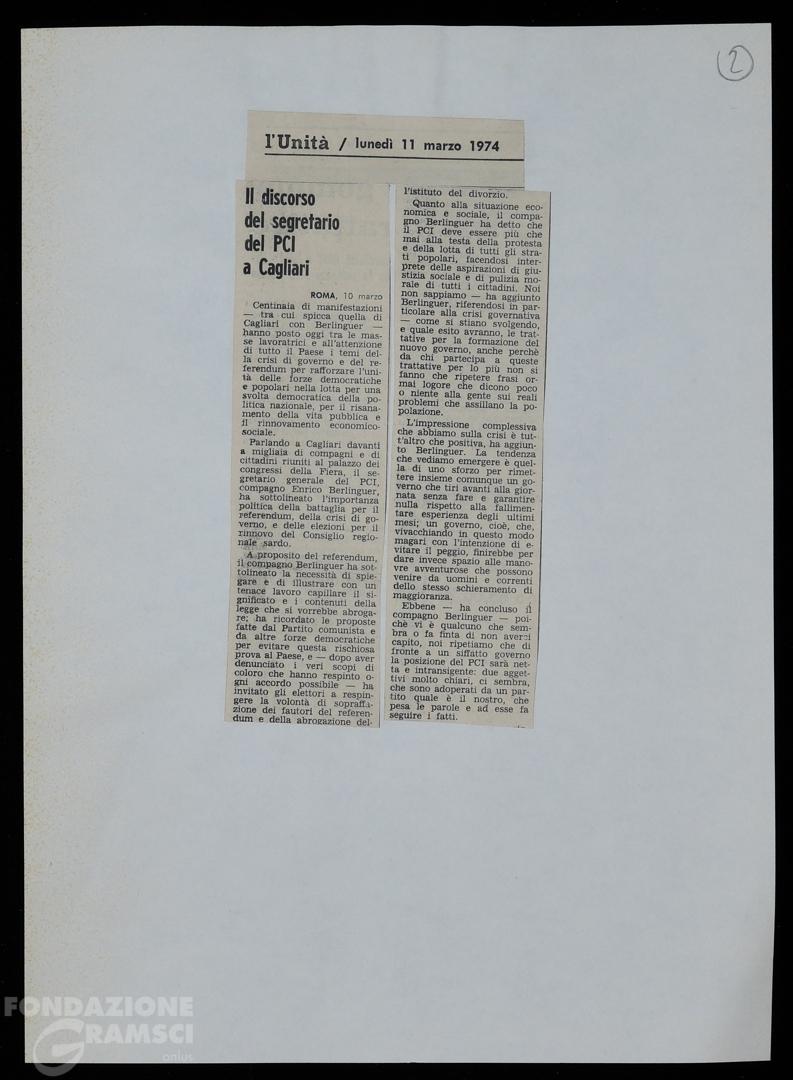 2
l'Unità / lunedì 11 marzo 1974
Il discorso
del segretario
del PCI
a Cagliari
ROMA, 10 marzo
Centinaia di manifestazioni
— tra cui spicca quella di
Cagliari con Berlinguer —
hanno posto oggi tra le mas-
se lavoratrici e all'attenzione
di tutto il Paese i temi del-
la crisi di governo e del re-
ferendum per rafforzare l'uni-
tà delle forze democratiche
e popolari nella lotta per una
svolta democratica della po-
litica nazionale, per il risana-
mento della vita pubblica e
il rinnovamento economico-
sociale.
Parlando a Cagliari davanti
a migliaia di compagni e di
cittadini riuniti al palazzo dei
congressi della Fiera, il se-
gretario generale del PCI,
compagno Enrico Berlinguer,
ha sottolineato l'importanza
politica della battaglia per il
referendum, della crisi di go-
verno, e delle elezioni per il
rinnovo del Consiglio regio-
nale sardo.
A proposito del referendum,
il compagno Berlinguer ha sot-
tolineato la necessità di spie-
gare e di illustrare con un
tenace lavoro capillare il si-
gnificato e i contenuti della
legge che si vorrebbe abroga-
re; ha ricordato le proposte
fatte dal Partito comunista e
da altre forze democratiche
per evitare questa rischiosa
prova al Paese, e — dopo aver
denunciato i veri scopi di
coloro che hanno respinto o-
gni accordo possibile — ha
invitato gli elettori a respin-
gere la volontà di sopraffa-
zione dei fautori del referen-
dum e della abrogazione del-
l'istituto del divorzio.
Quanto alla situazione eco-
nomica e sociale, il compa-
gno Berlinguer ha detto che
il PCI deve essere più che
mai alla testa della protesta
e della lotta di tutti gli stra-
ti popolari, facendosi inter-
prete delle aspirazioni di giu-
stizia sociale e di pulizia mo-
rale di tutti i cittadini. Noi
non sappiamo — ha aggiunto
Berlinguer, riferendosi in par-
ticolare alla crisi governativa
— come si stiano svolgendo,
e quale esito avranno, le trat-
tative per la formazione del
nuovo governo, anche perchè
da chi partecipa a queste
trattative per lo più non si
fanno che ripetere frasi or-
mai logore che dicono poco
o niente alla gente sui reali
problemi che assillano la po-
polazione.
L'impressione complessiva
che abbiamo sulla crisi è tut-
t'altro che positiva, ha aggiun-
to Berlinguer. La tendenza
che vediamo emergere è quel-
la di uno sforzo per rimet-
tere insieme comunque un go-
verno che tiri avanti alla gior-
nata senza fare e garantire
nulla rispetto alla fallimen-
tare esperienza degli ultimi
mesi; un governo, cioè, che,
vivacchiando in questo modo
magari con l'intenzione di e-
vitare il peggio, finirebbe per
dare invece spazio alle mano-
vre avventurose che possono
venire da uomini e correnti
dello stesso schieramento di
maggioranza.
Ebbene — ha concluso il
compagno Berlinguer — poi-
chè vi è qualcuno che sem-
bra o fa finta di non averci
capito, noi ripetiamo che di
fronte a un siffatto governo
la posizione del PCI sarà net-
ta e intransigente: due agget-
tivi molto chiari, ci sembra,
che sono adoperati da un par-
tito quale è il nostro, che
pesa le parole e ad esse fa
seguire i fatti.
FONDAZIONE
GRAMSCI
onlus